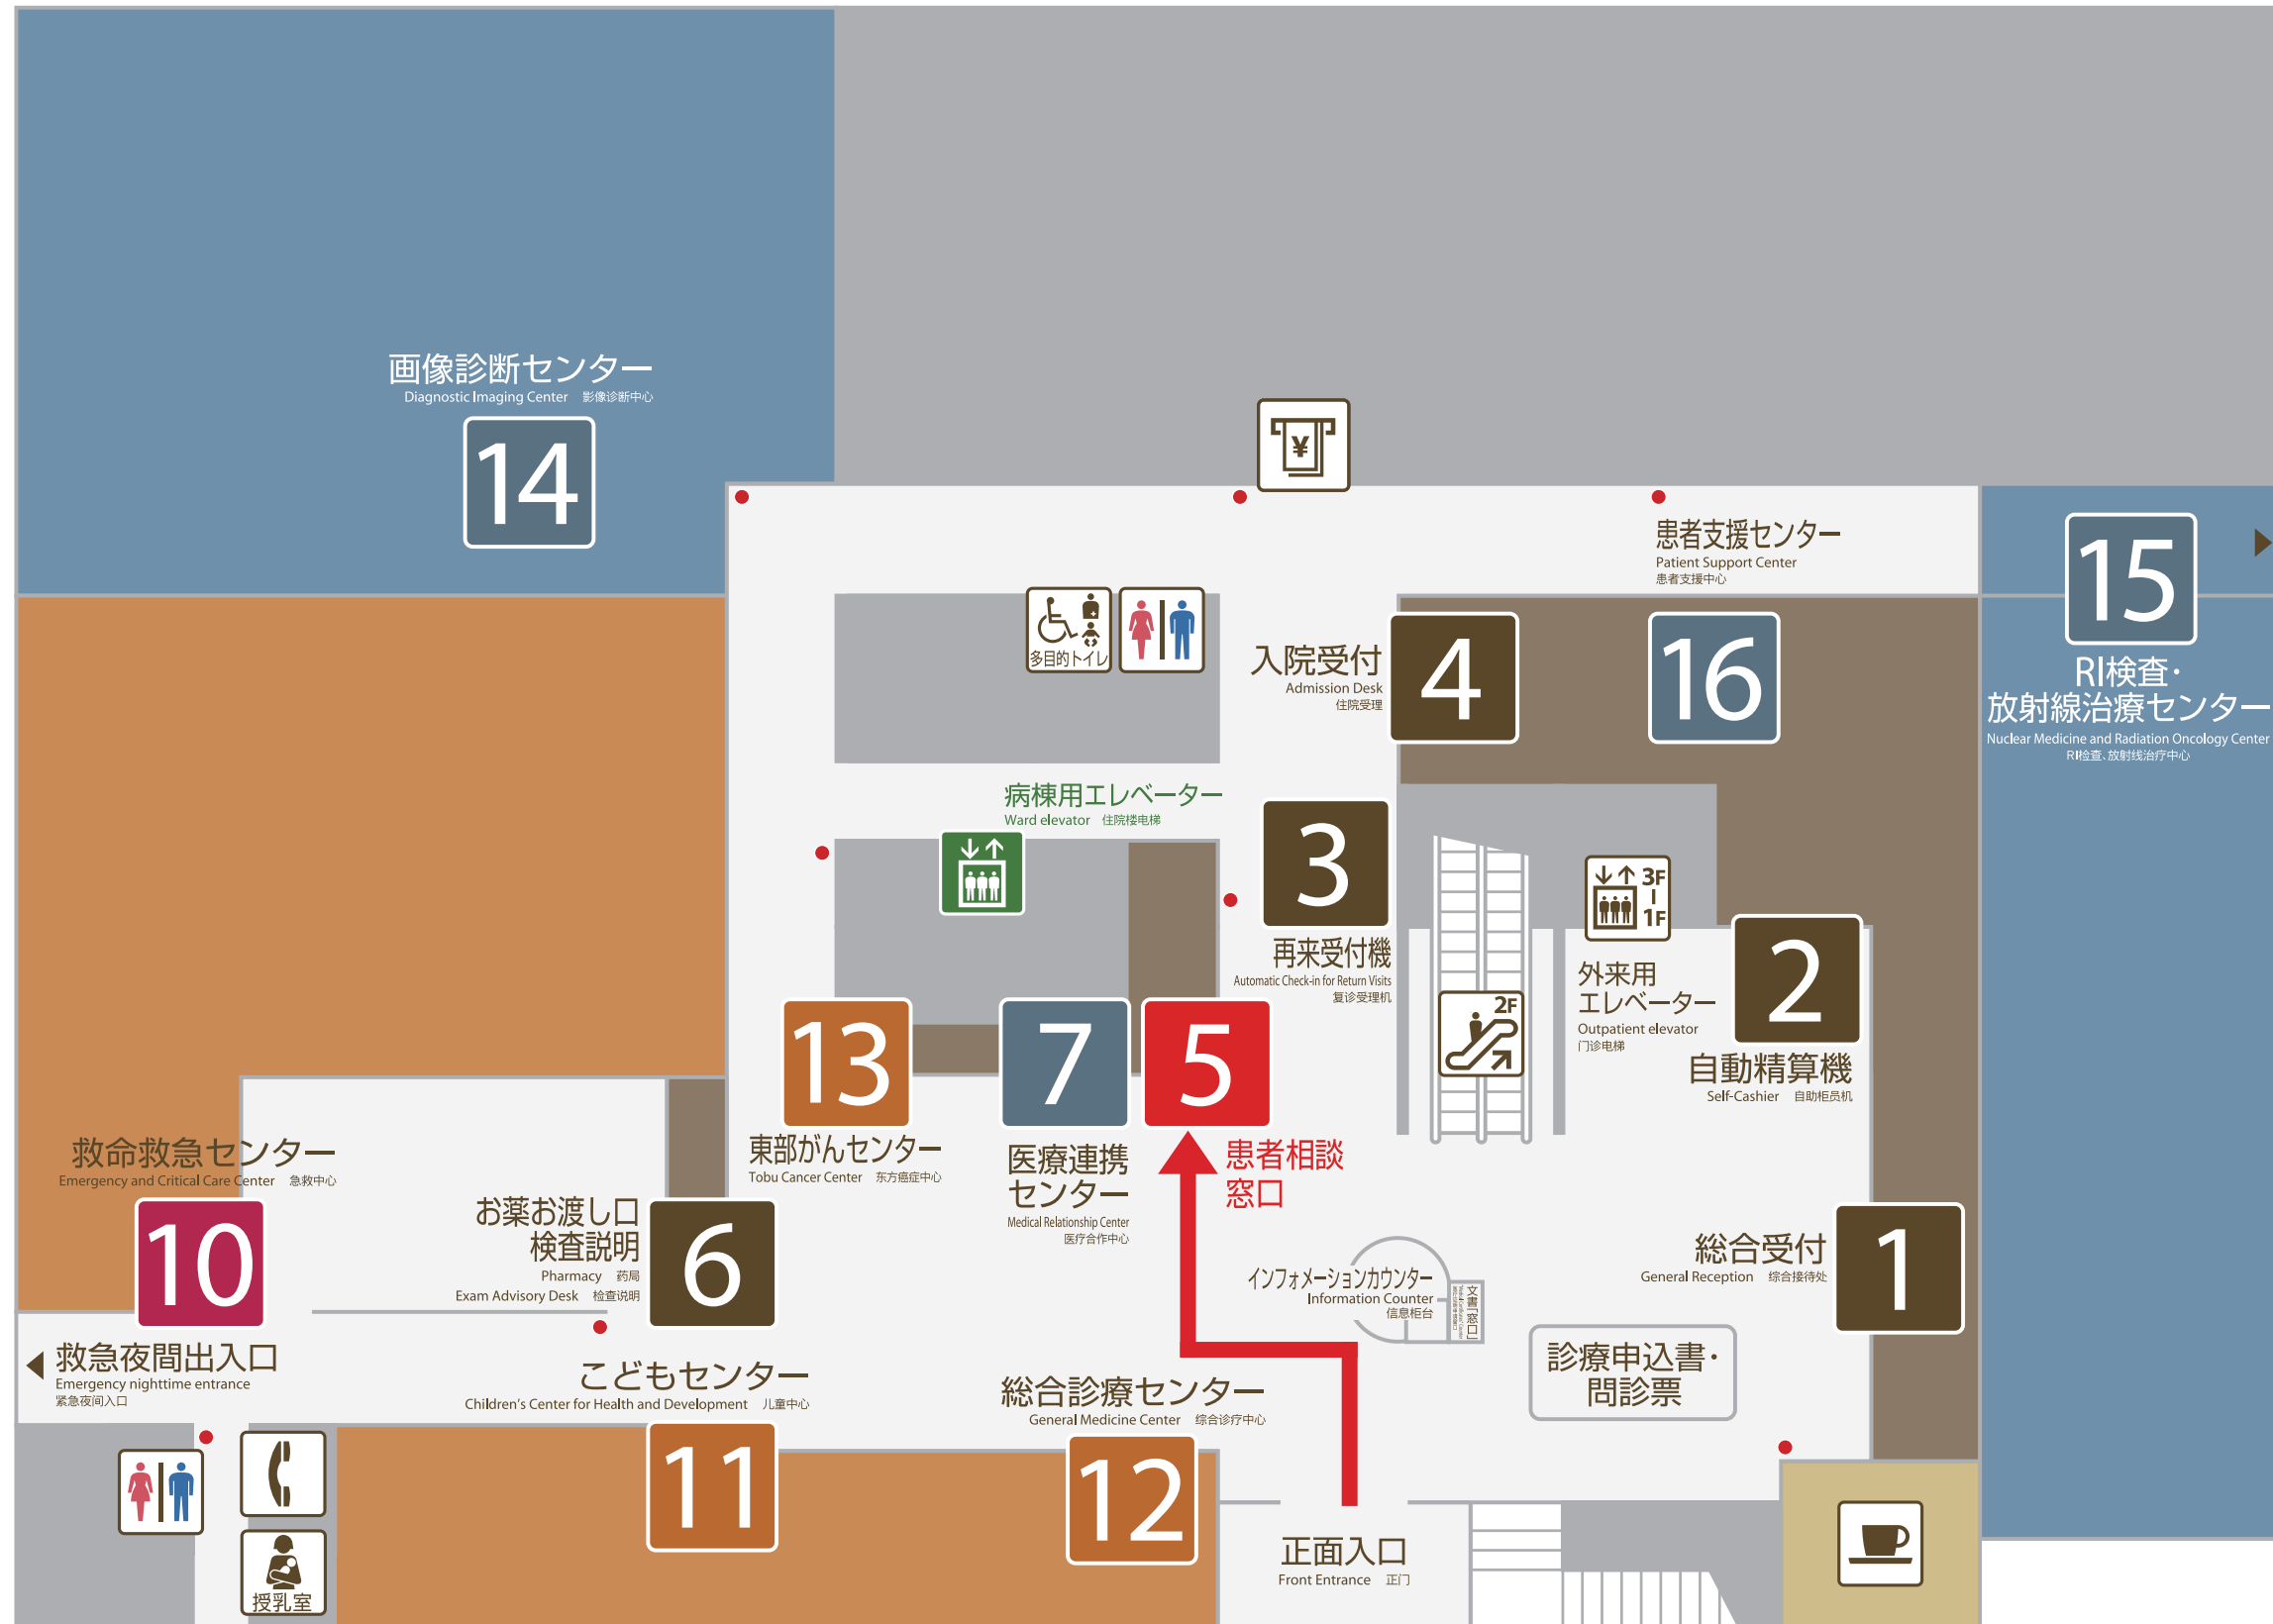 画像診断センター
Diagnostic Imaging Center 影像诊断中心
14
¥
患者支援センター
Patient Support Center
患者支援中心
16
15
RI検査・
放射線治療センター
Nuclear Medicine and Radiation Oncology Center
RI检查、放射线治疗中心
多目的トイレ
入院受付
Admission Desk
住院受理
4
病棟用エレベーター
Ward elevator 住院楼电梯
3
再来受付機
Automatic Check-in for Return Visits
复诊受理机
3F
1F
外来用
エレベーター
Outpatient elevator
门诊电梯
2F
2
自動精算機
Self-Cashier 自助柜员机
13
東部がんセンター
Tobu Cancer Center 东方癌症中心
7
医療連携
センター
Medical Relationship Center
医疗合作中心
5
患者相談
窓口
救命救急センター
Emergency and Critical Care Center 急救中心
10
お薬お渡し口
検査説明
Pharmacy 药局
Exam Advisory Desk 检查说明
6
インフォメーションカウンター
Information Counter
信息柜台
文書「窓口」
総合受付
General Reception 综合接待处
1
救急夜間出入口
Emergency nighttime entrance
紧急夜间入口
こどもセンター
Children's Center for Health and Development 儿童中心
11
総合診療センター
General Medicine Center 综合诊疗中心
12
診療申込書・
問診票
授乳室
正面入口
Front Entrance 正门